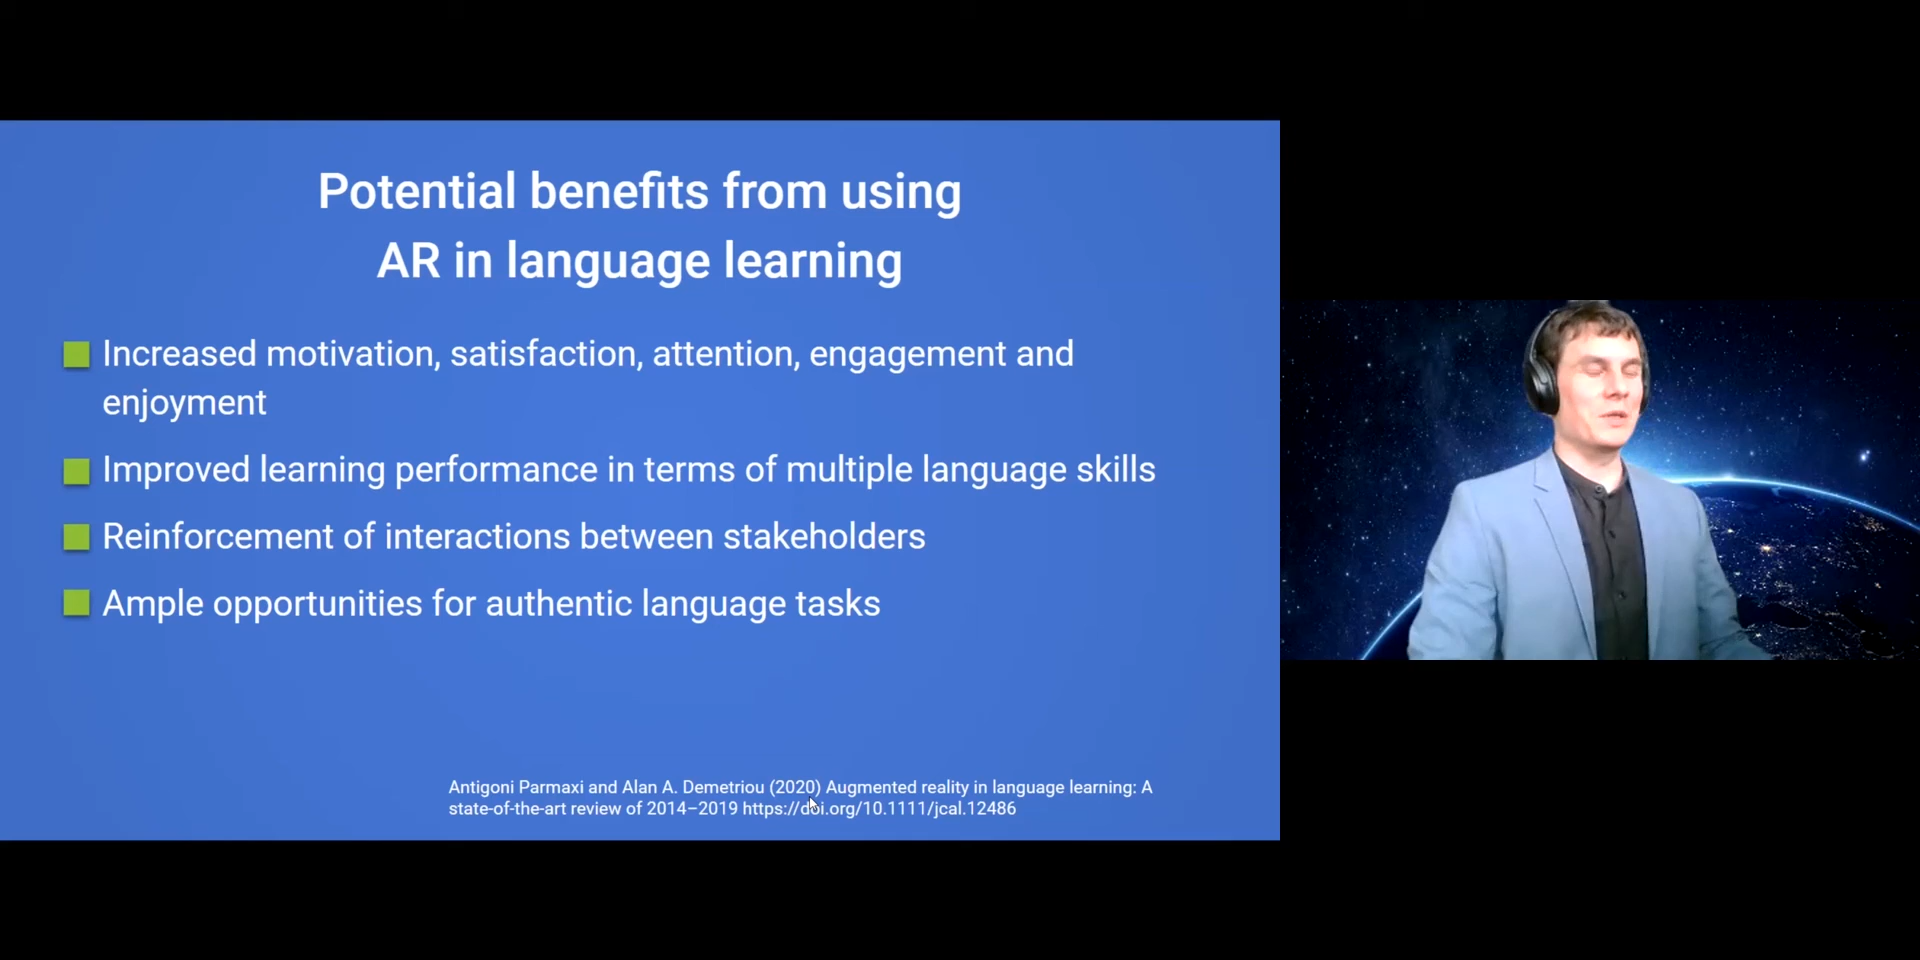 Potential benefits from using
AR in language learning
Increased motivation, satisfaction, attention, engagement and
enjoyment
Improved learning performance in terms of multiple language skills
Reinforcement of interactions between stakeholders
Ample opportunities for authentic language tasks
Antigoni Parmaxi and Alan A. Demetriou (2020) Augmented reality in language learning: A
state-of-the-art review of 2014–2019 https://doi.org/10.1111/jcal.12486